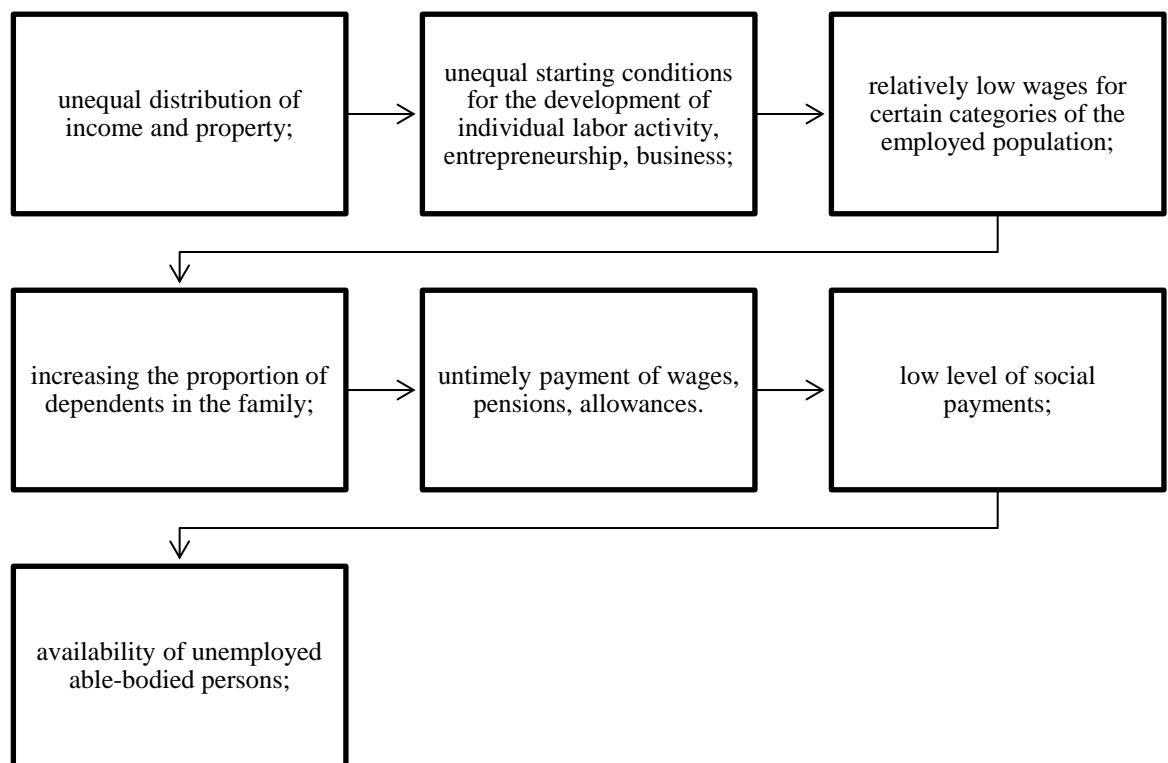 unequal distribution of
income and property;
unequal starting conditions
for the development of
individual labor activity,
entrepreneurship, business;
relatively low wages for
certain categories of the
employed population;
increasing the proportion of
dependents in the family;
untimely payment of wages,
pensions, allowances.
low level of social
payments;
availability of unemployed
able-bodied persons;